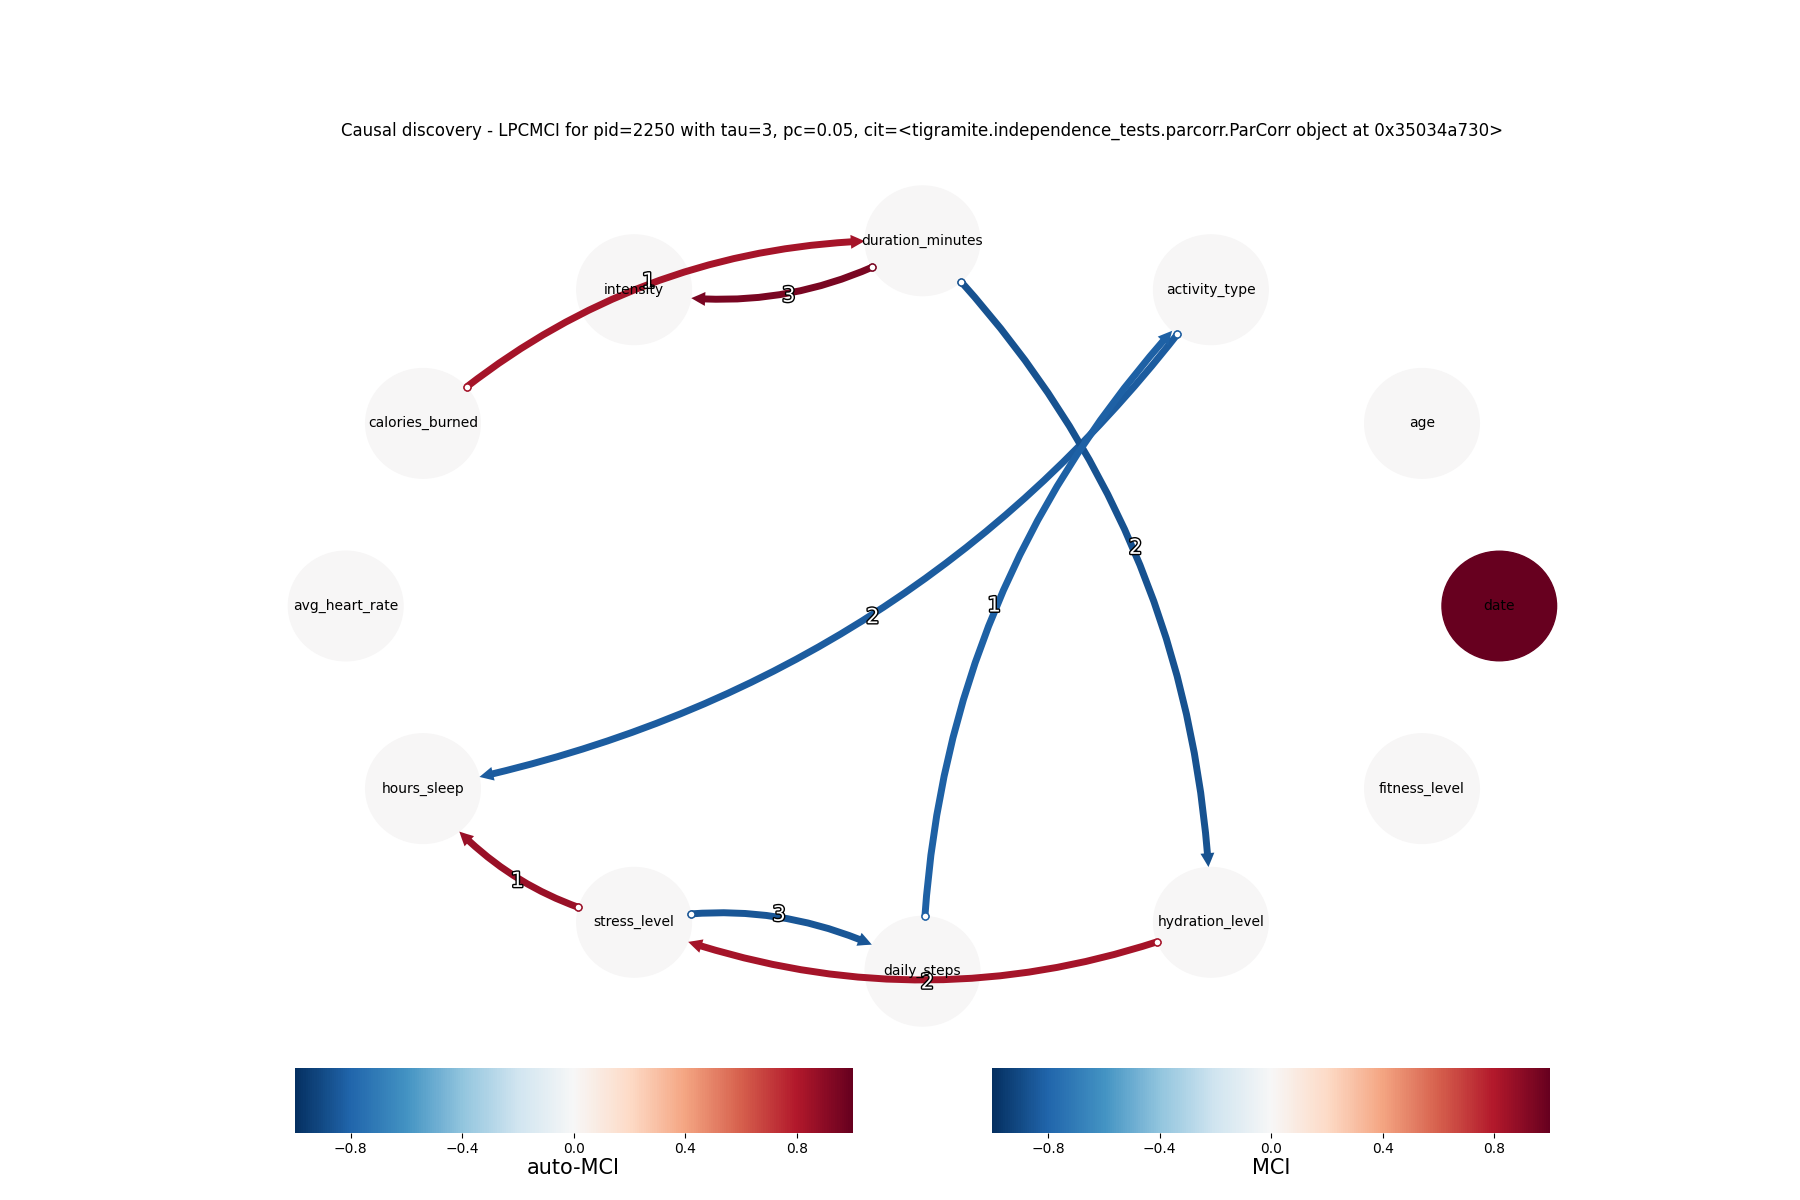 Causal discovery - LPCMCI for pid=2250 with tau=3, pc=0.05, cit=<tigramite.independence_tests.parcorr.ParCorr object at 0x35034a730>
duration_minutes
intensity
activity_type
1
3
calories_burned
age
2
avg_heart_rate
date
1
2
hours_sleep
fitness_level
1
stress_level
3
hydration_level
daily_steps
2
−0.8 −0.4 0.0 0.4 0.8
auto-MCI
−0.8 −0.4 0.0 0.4 0.8
MCI